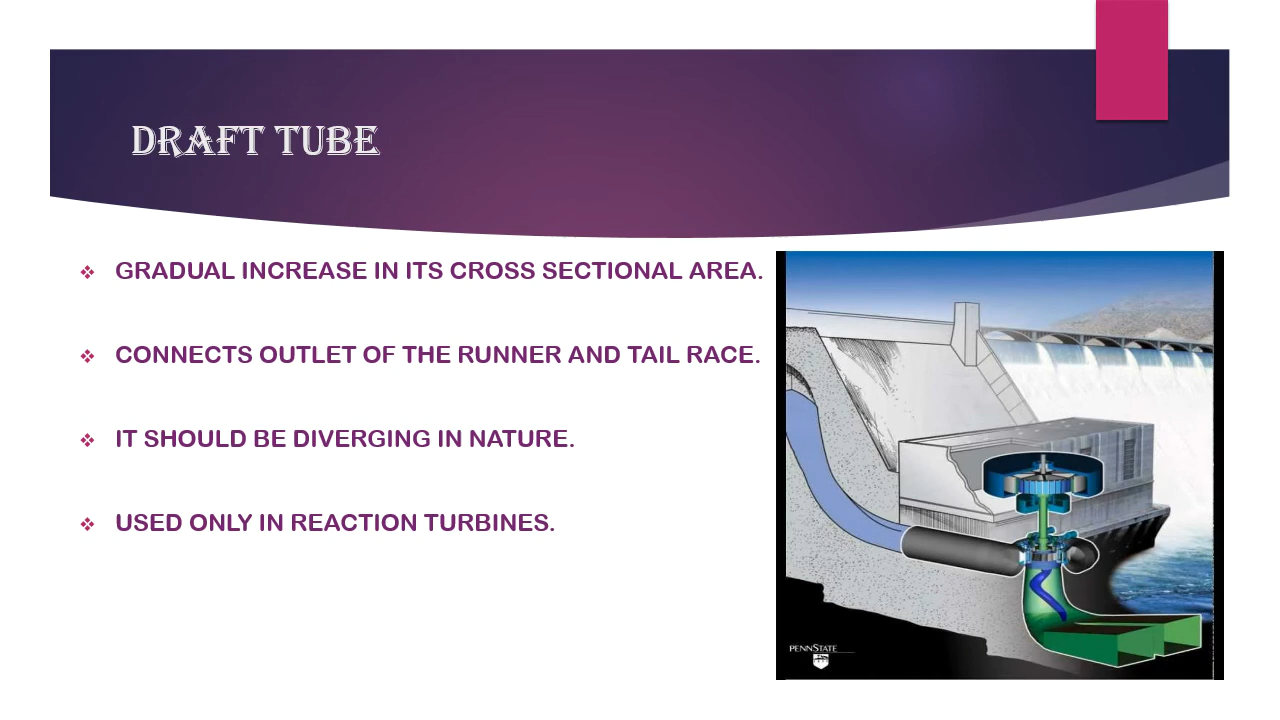 DRAFT TUBE
GRADUAL INCREASE IN ITS CROSS SECTIONAL AREA.
CONNECTS OUTLET OF THE RUNNER AND TAIL RACE.
IT SHOULD BE DIVERGING IN NATURE.
USED ONLY IN REACTION TURBINES.
PENNSTATE